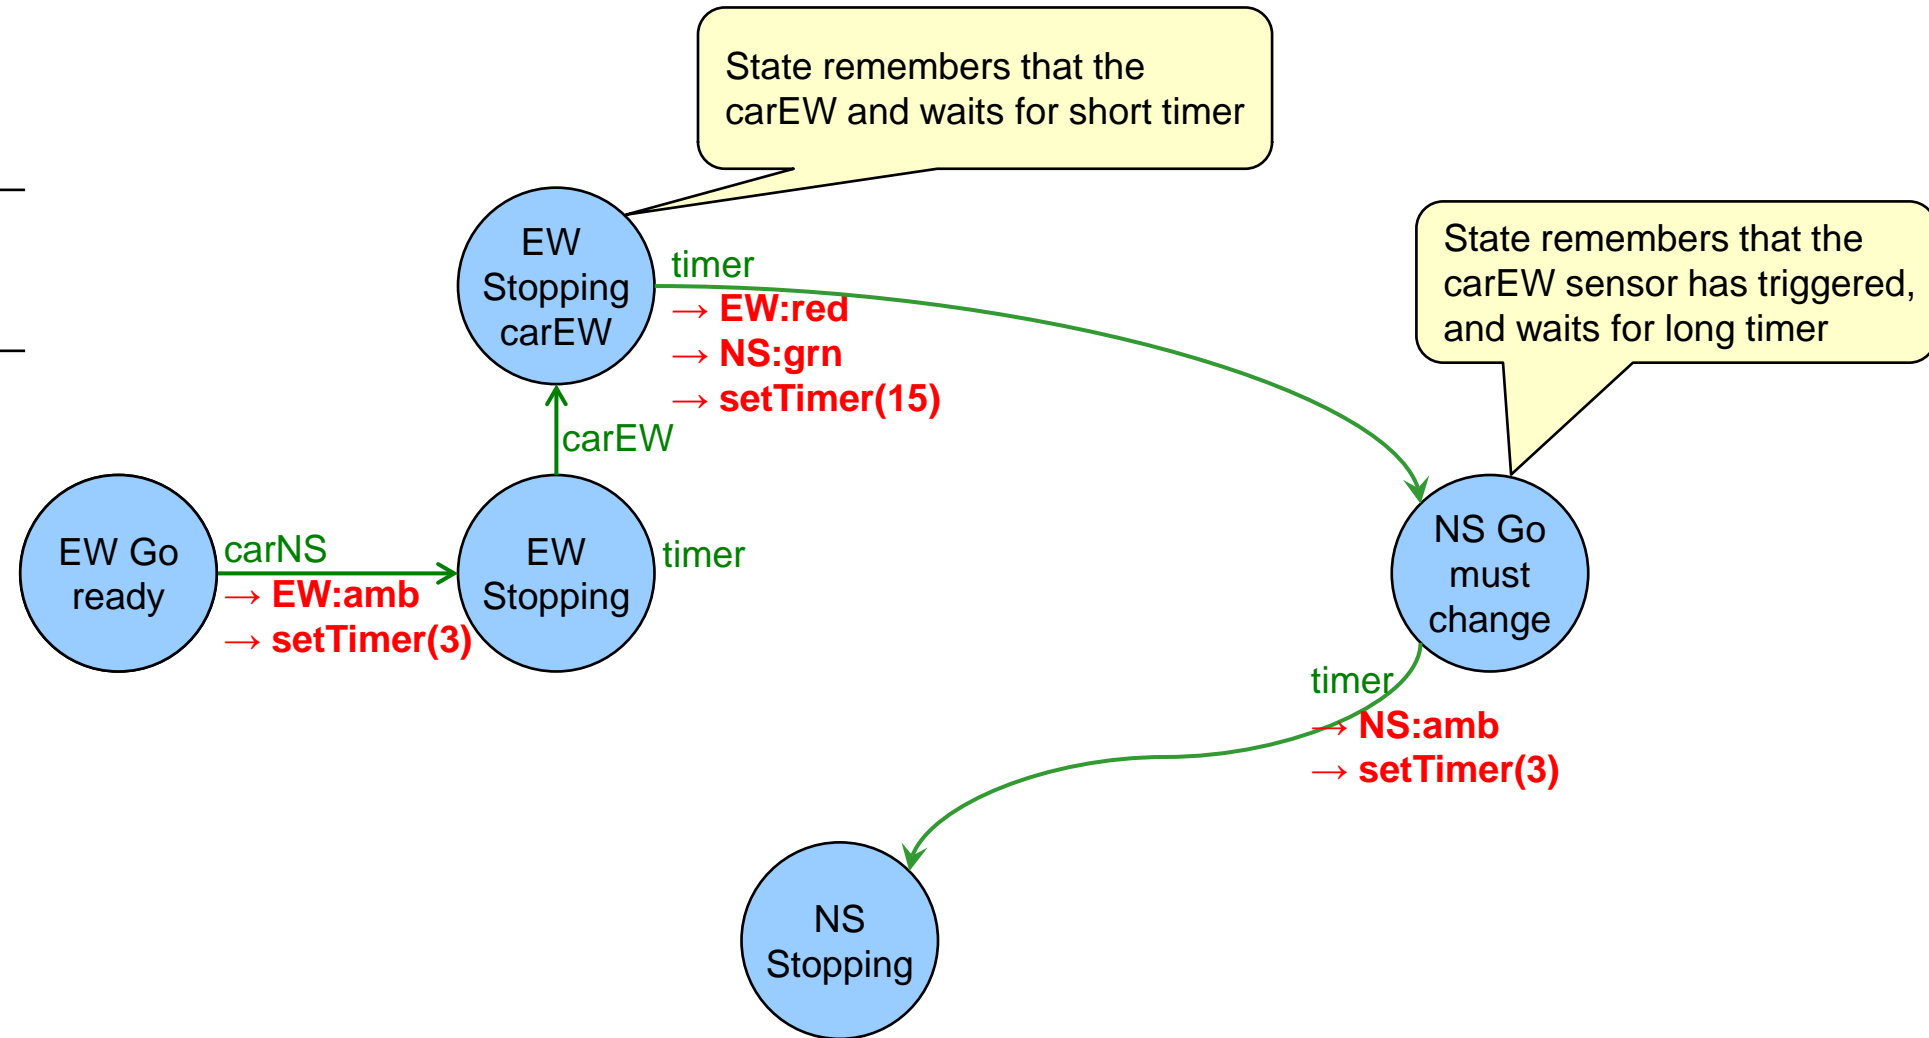 State remembers that the
carEW and waits for short timer
State remembers that the
carEW sensor has triggered,
and waits for long timer
EW
Stopping
carEW
timer
→ EW:red
→ NS:grn
→ setTimer(15)
carEW
EW Go
ready
carNS
→ EW:amb
→ setTimer(3)
EW
Stopping
timer
NS Go
must
change
timer
→ NS:amb
→ setTimer(3)
NS
Stopping